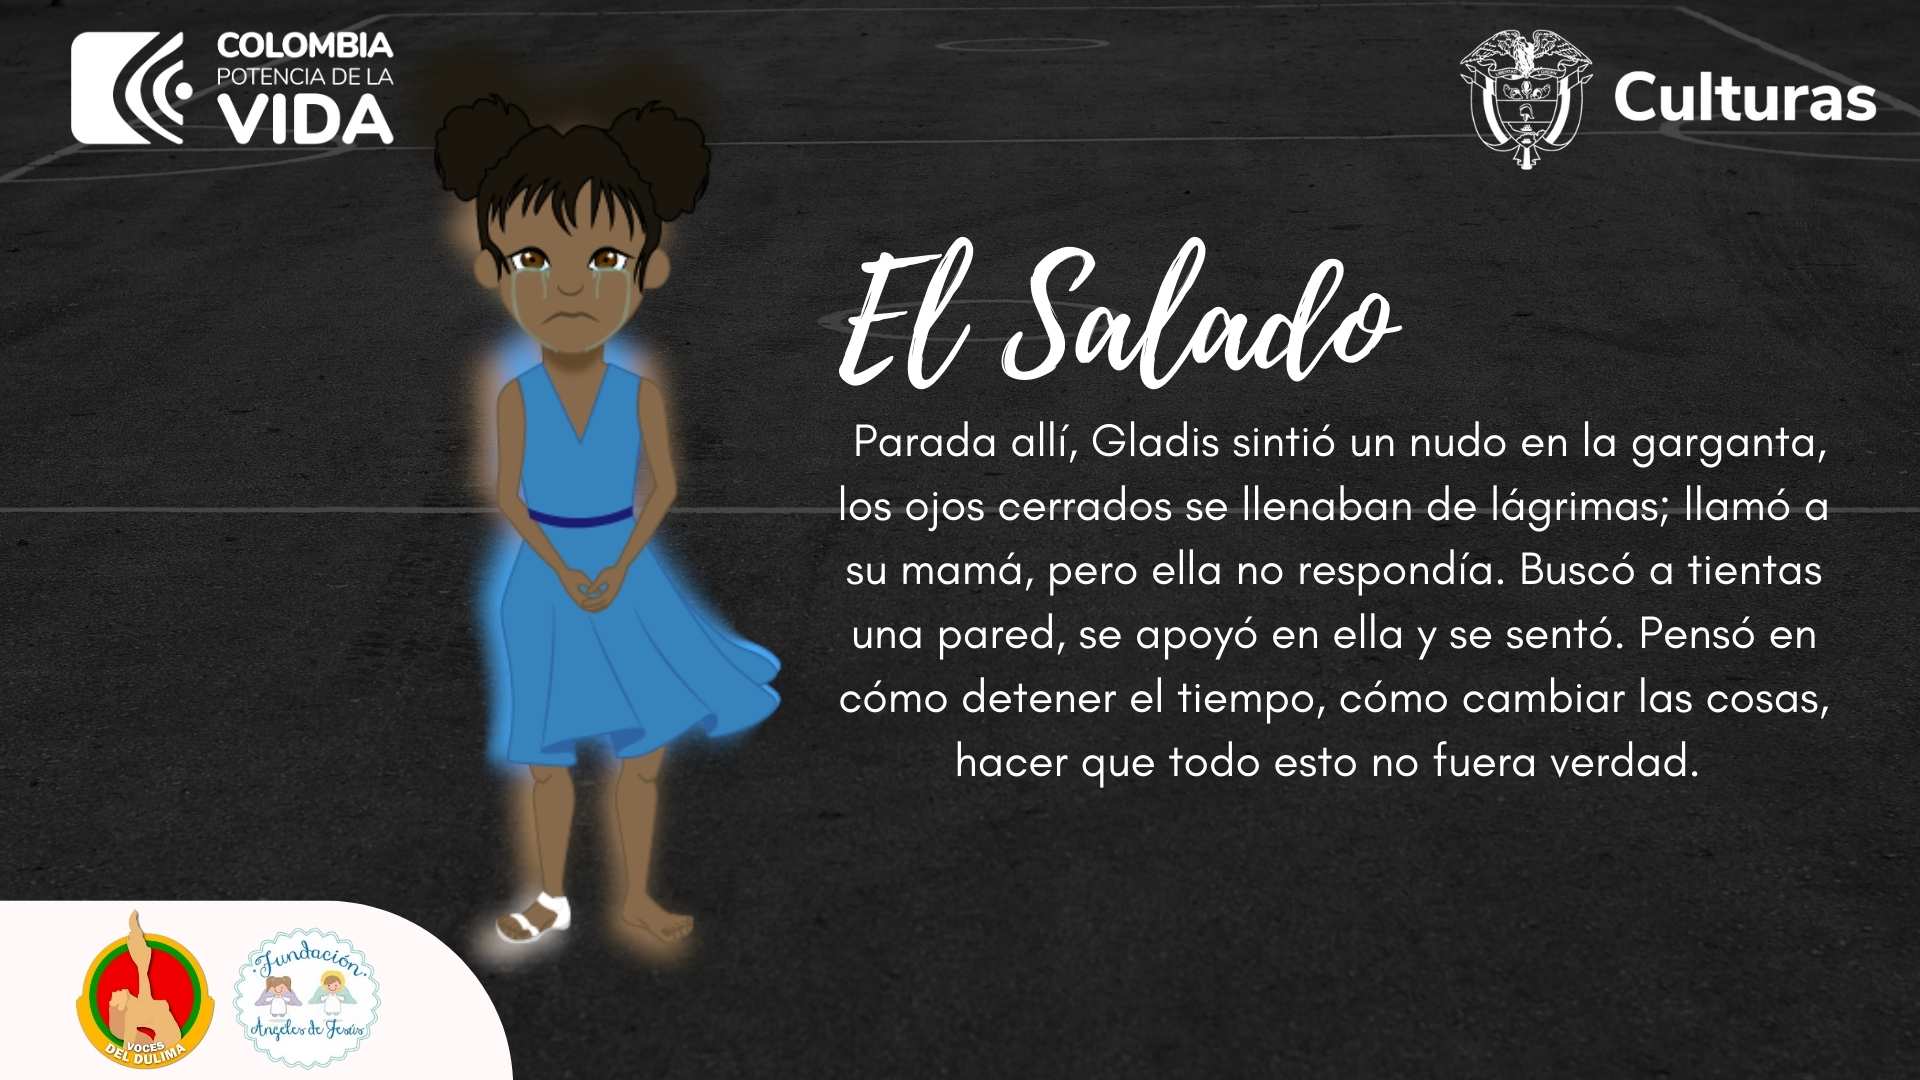 COLOMBIA
POTENCIA DE LA
VIDA
Culturas
El Salado
Parada allí, Gladis sintió un nudo en la garganta,
los ojos cerrados se llenaban de lágrimas; llamó a
su mamá, pero ella no respondía. Buscó a tientas
una pared, se apoyó en ella y se sentó. Pensó en
cómo detener el tiempo, cómo cambiar las cosas,
hacer que todo esto no fuera verdad.
VOCES
DEL DULIMA
Fundación
Ángeles de Jesús